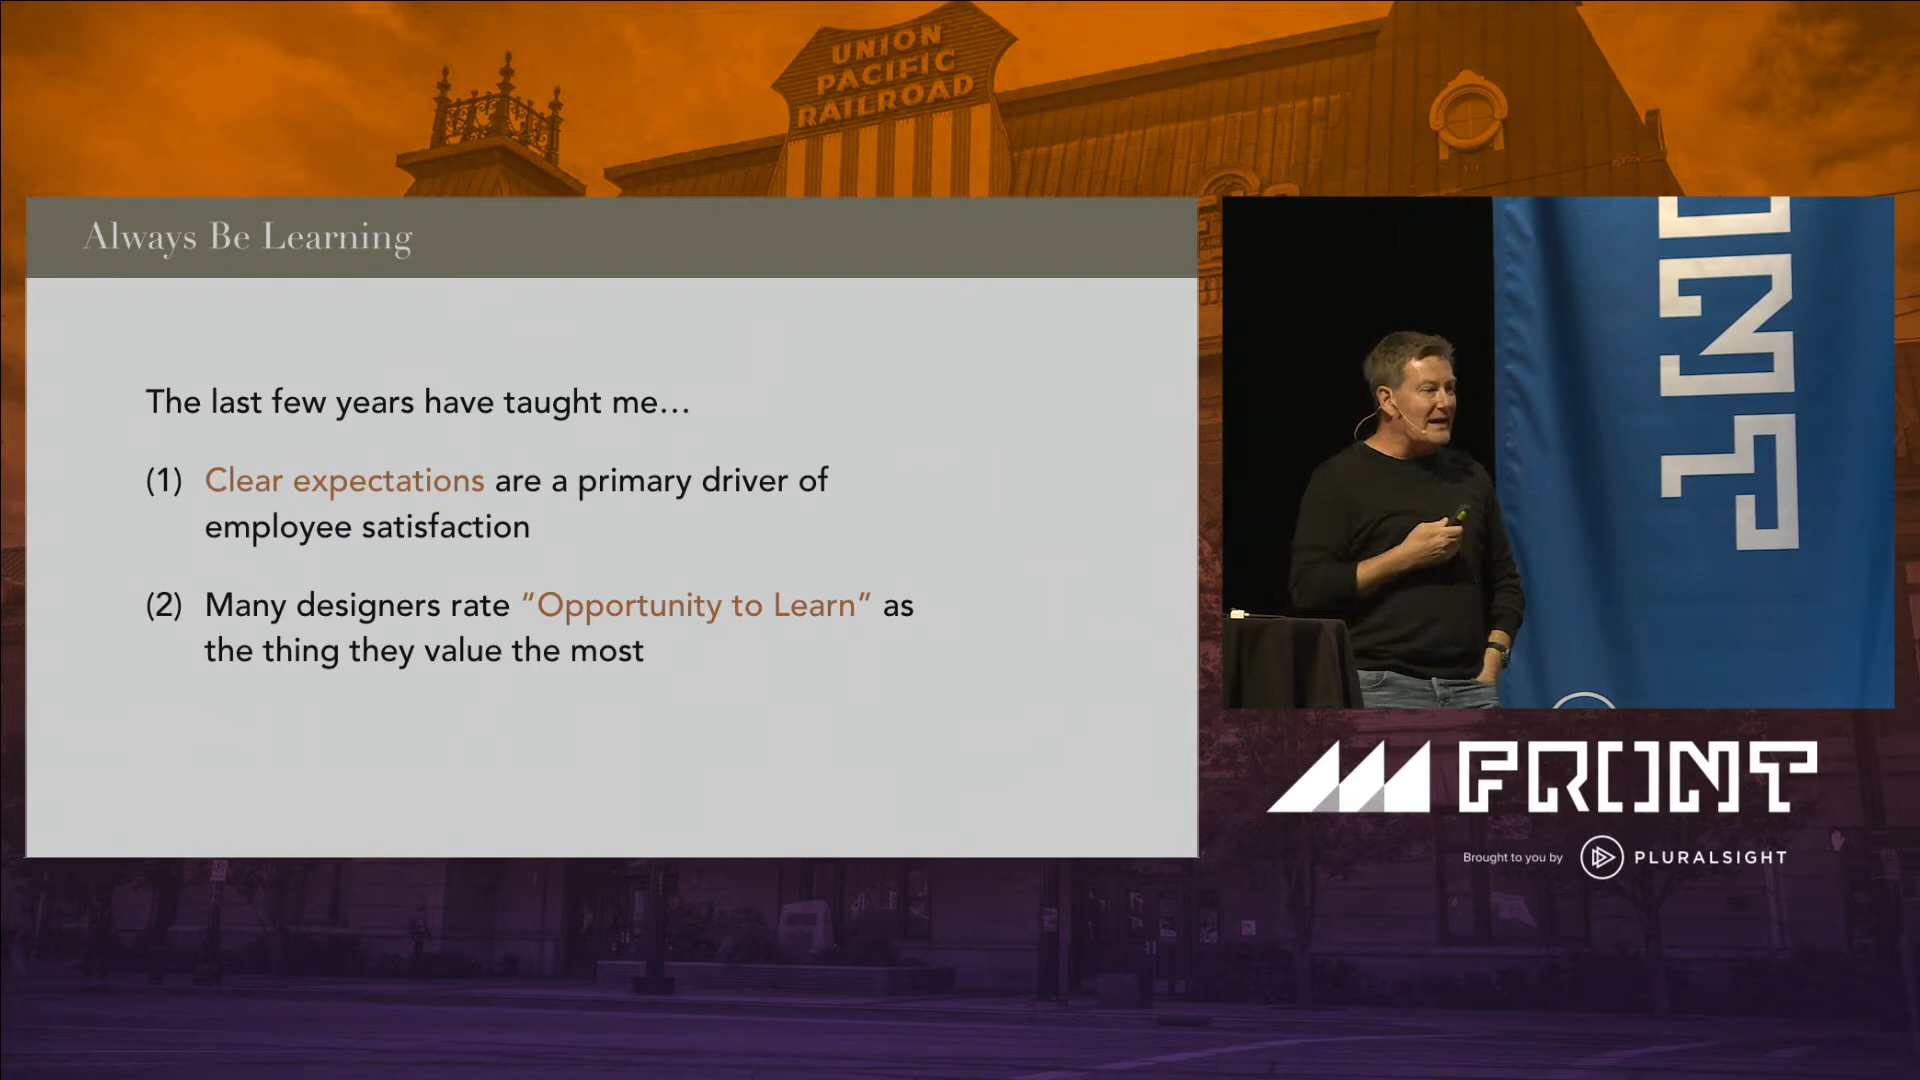 UNION
PACIFIC
RAILROAD
Always Be Learning
The last few years have taught me…
(1) Clear expectations are a primary driver of
employee satisfaction
(2) Many designers rate “Opportunity to Learn” as
the thing they value the most
NT
FRONT
Brought to you by PLURALSIGHT